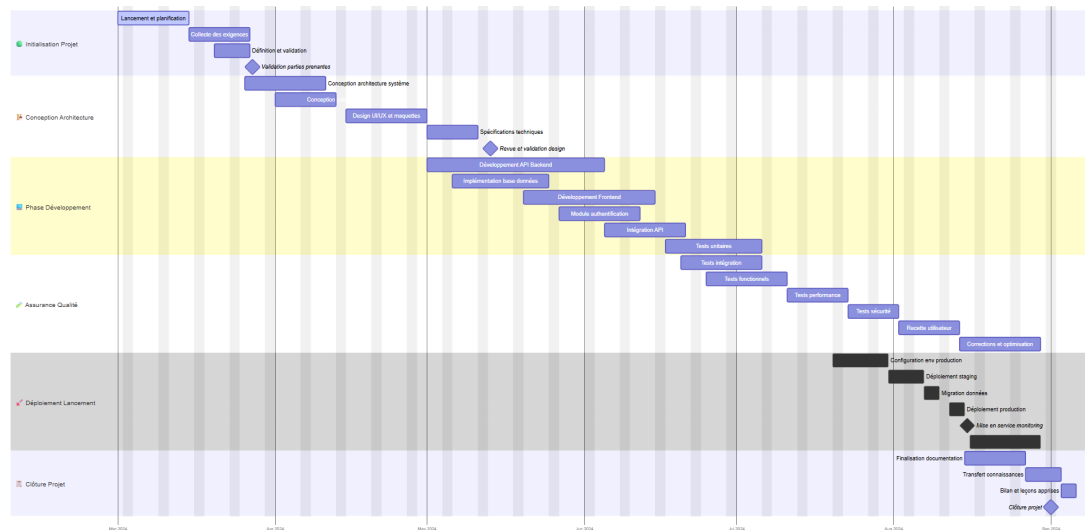 Lancement et planification
Collecte des exigences
Initialisation Projet
Définition et validation
Validation parties prenantes
Conception architecture système
Conception
Conception Architecture
Design UI/UX et maquettes
Spécifications techniques
Revue et validation design
Développement API Backend
Implémentation base données
Développement Frontend
Phase Développement
Module authentification
Intégration API
Tests unitaires
Tests intégration
Tests fonctionnels
Tests performance
Assurance Qualité
Tests sécurité
Recette utilisateur
Corrections et optimisation
Configuration env production
Déploiement staging
Migration données
Déploiement Lancement
Déploiement production
Mise en service monitoring
Finalisation documentation
Transfert connaissances
Clôture Projet
Bilan et leçons apprises
Clôture projet